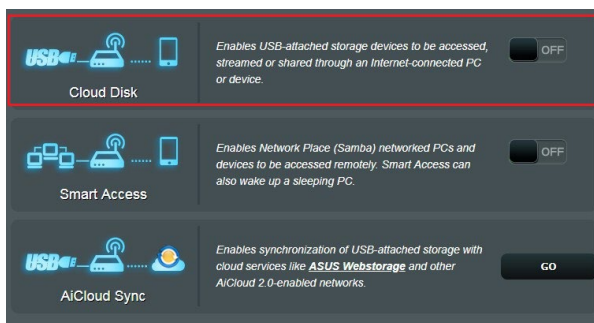 Enables USB-attached storage devices to be accessed,
USB streamed or shared through an Internet-connected PC OFF
or device.
Cloud Disk
Enables Network Place (Samba) networked PCs and
devices to be accessed remotely. Smart Access can OFF
also wake up a sleeping PC.
Smart Access
Enables synchronization of USB-attached storage with
USB cloud services like ASUS Webstorage and other GO
AiCloud 2.0-enabled networks.
AiCloud Sync